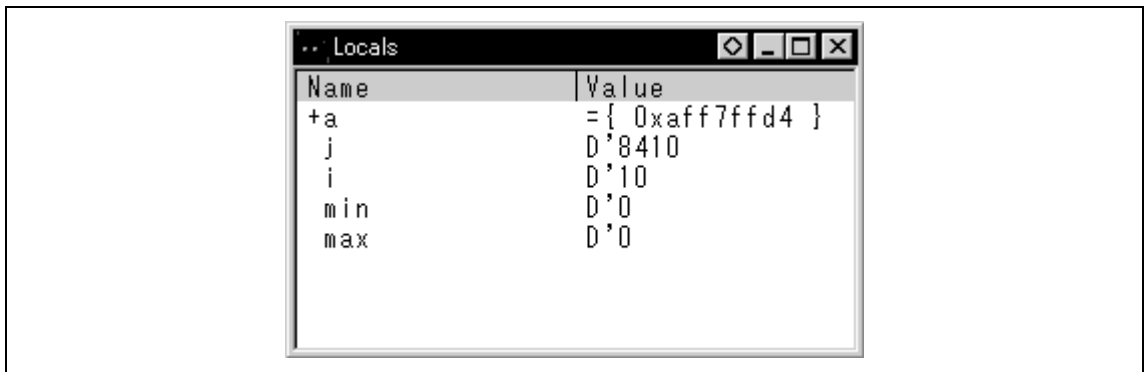 Locals
Name Value
+a ={ 0xaff7ffd4 }
j D'8410
i D'10
min D'0
max D'0